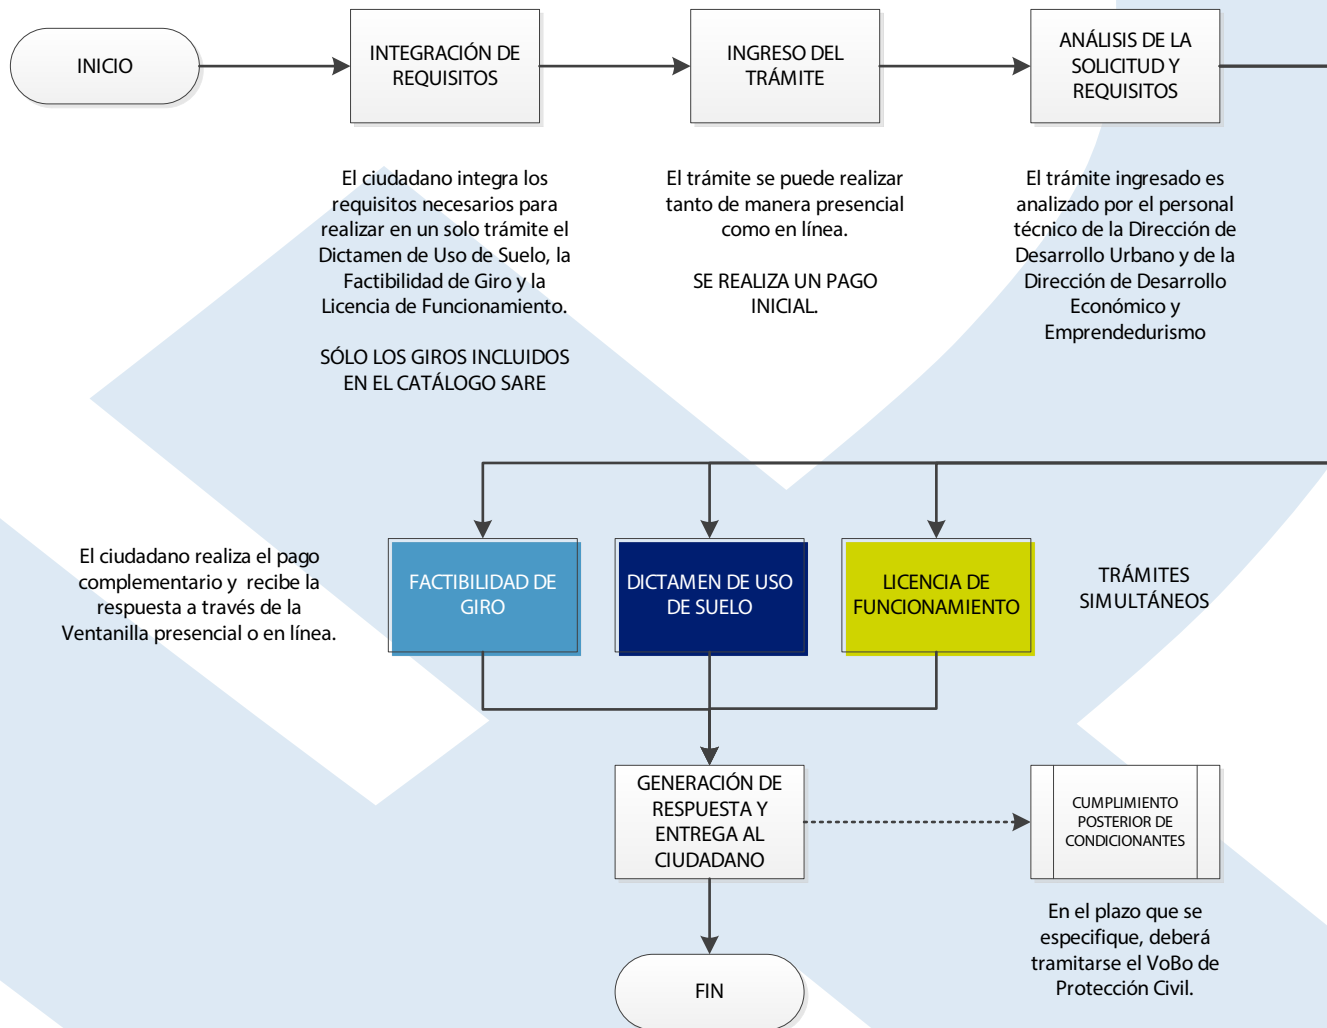 INICIO
INTEGRACIÓN DE
REQUISITOS
INGRESO DEL
TRÁMITE
ANÁLISIS DE LA
SOLICITUD Y
REQUISITOS
El ciudadano integra los
requisitos necesarios para
realizar en un solo trámite el
Dictamen de Uso de Suelo, la
Factibilidad de Giro y la
Licencia de Funcionamiento.
SÓLO LOS GIROS INCLUIDOS
EN EL CATÁLOGO SARE
El trámite se puede realizar
tanto de manera presencial
como en línea.
SE REALIZA UN PAGO
INICIAL.
El trámite ingresado es
analizado por el personal
técnico de la Dirección de
Desarrollo Urbano y de la
Dirección de Desarrollo
Económico y
Emprendedurismo
El ciudadano realiza el pago
complementario y recibe la
respuesta a través de la
Ventanilla presencial o en línea.
FACTIBILIDAD DE
GIRO
DICTAMEN DE USO
DE SUELO
LICENCIA DE
FUNCIONAMIENTO
TRÁMITES
SIMULTÁNEOS
GENERACIÓN DE
RESPUESTA Y
ENTREGA AL
CIUDADANO
CUMPLIMIENTO
POSTERIOR DE
CONDICIONANTES
En el plazo que se
especifique, deberá
tramitarse el VoBo de
Protección Civil.
FIN